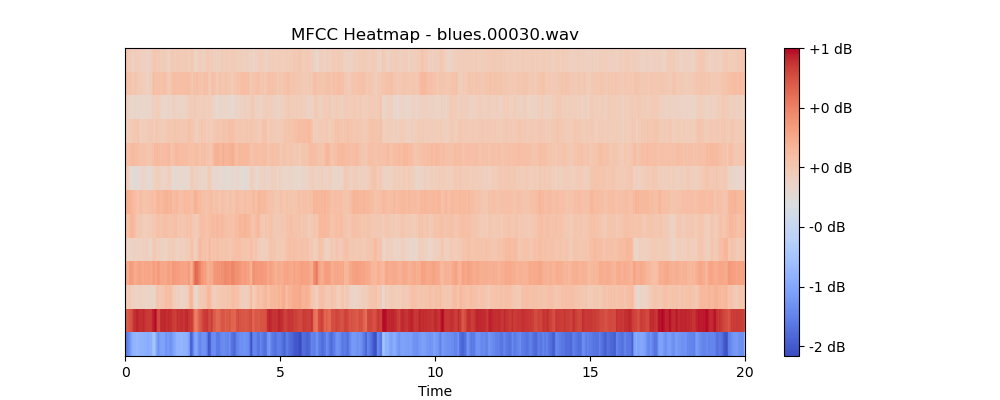 MFCC Heatmap - blues.00030.wav
+1 dB
+0 dB
+0 dB
-0 dB
-1 dB
-2 dB
0 5 10 15 20
Time